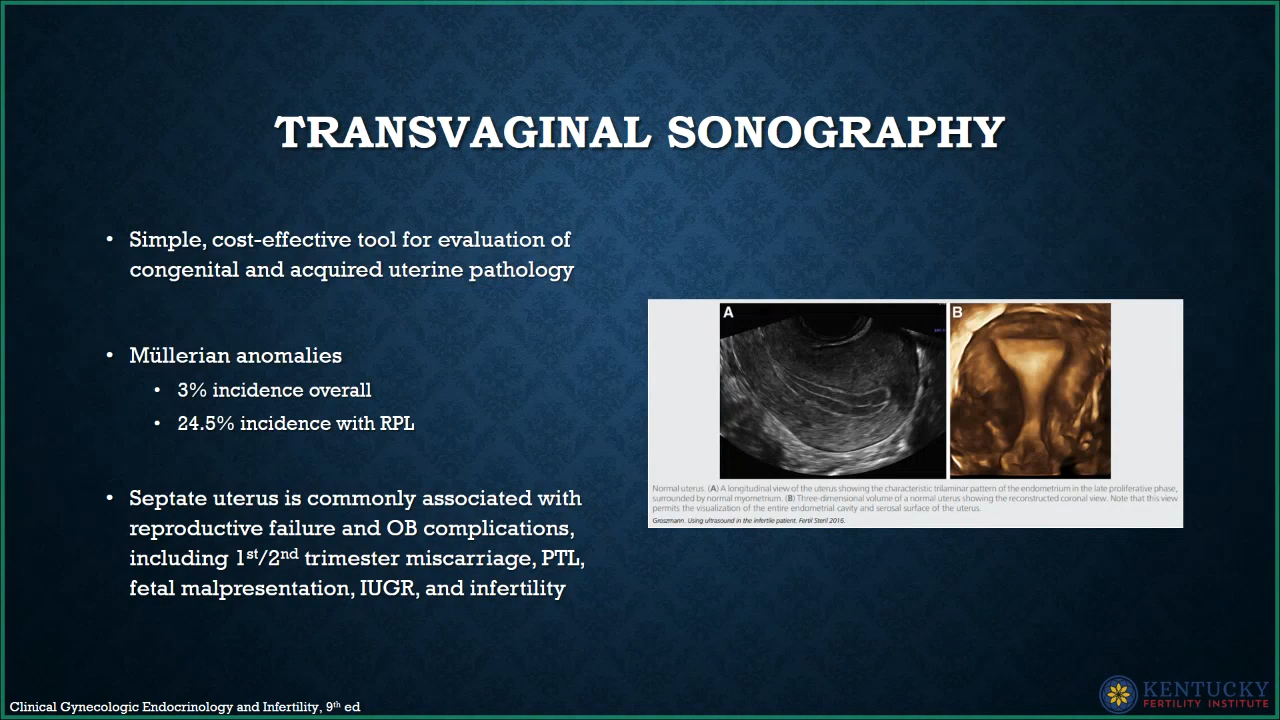 TRANSVAGINAL SONOGRAPHY
• Simple, cost-effective tool for evaluation of
congenital and acquired uterine pathology
• Müllerian anomalies
• 3% incidence overall
• 24.5% incidence with RPL
• Septate uterus is commonly associated with
reproductive failure and OB complications,
including 1st/2nd trimester miscarriage, PTL,
fetal malpresentation, IUGR, and infertility
A
B
Normal uterus. (A) A longitudinal view of the uterus showing the characteristic trilaminar pattern of the endometrium in the late proliferative phase,
surrounded by normal myometrium. (B) Three-dimensional volume of a normal uterus showing the reconstructed coronal view. Note that this view
permits the visualization of the entire endometrial cavity and serosal surface of the uterus.
Groszmann. Using ultrasound in the infertile patient. Fertil Steril 2016.
Clinical Gynecologic Endocrinology and Infertility, 9th ed
KENTUCKY
FERTILITY INSTITUTE